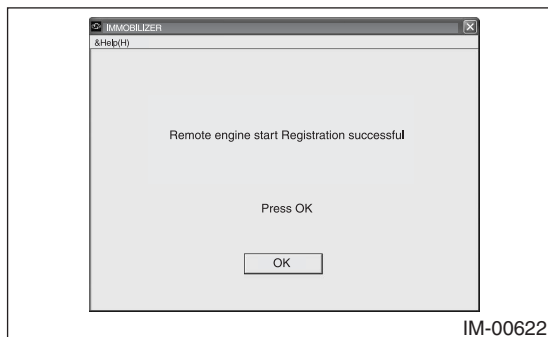 IMMOBILIZER
&Help(H)
Remote engine start Registration successful
Press OK
OK
IM-00622